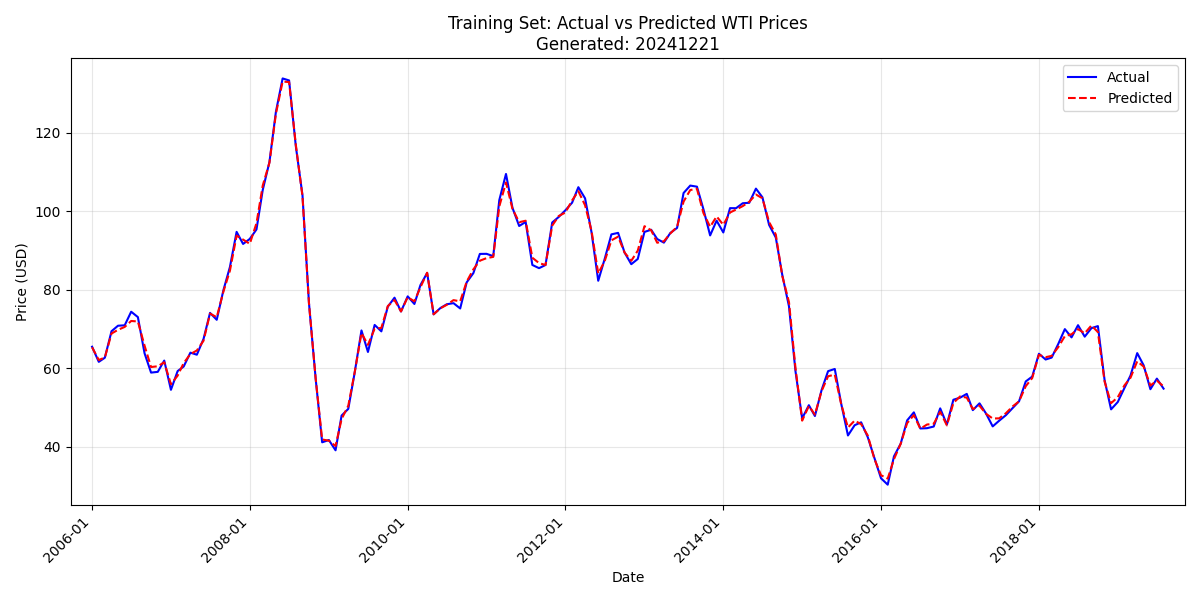 Training Set: Actual vs Predicted WTI Prices
Generated: 20241221
Actual
Predicted
Price (USD)
120
100
80
60
40
2006-01
2008-01
2010-01
2012-01
2014-01
2016-01
2018-01
Date